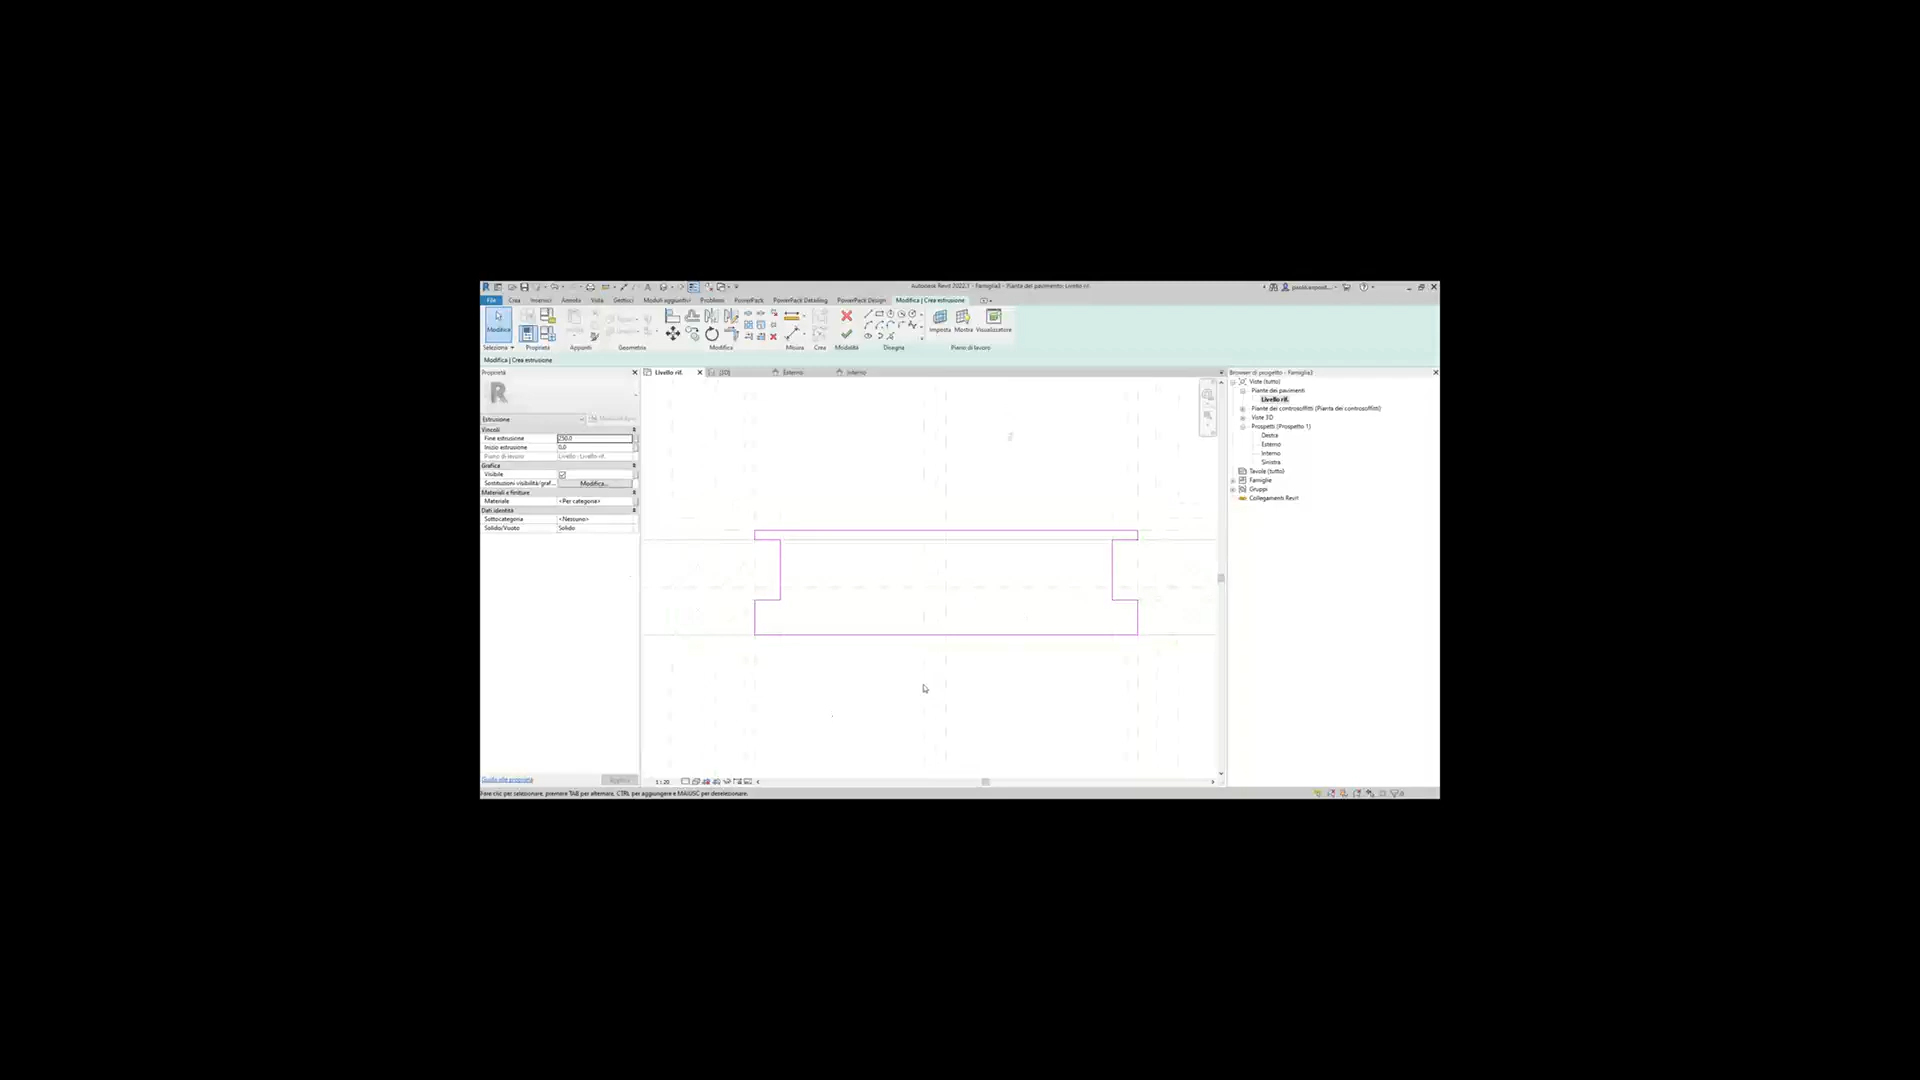 Autodesk Revit 2022.1 - Famiglia3 - Pianta del pavimento: Livello rif.
File Crea Inserisci Annota Vista Gestisci Moduli aggiuntivi PowerPack PowerPack Detailing PowerPack Design Modifica | Crea estrusione
Modifica
Imposta Mostra Visualizzatore
Seleziona Proprietà Appunti Geometria Modifica Misura Crea Modalità Disegna Piano di lavoro
Modifica | Crea estrusione
Proprietà
Livello rif.
Esterno
Interno
Browser di progetto - Famiglia3
R
Estrusione
Vincoli
Fine estrusione 250.0
Inizio estrusione 0.0
Piano di lavoro Livello : Livello rif.
Grafica
Visibile
Sostituzioni visibilità/graf... Modifica...
Materiali e finiture
Materiale <Per categoria>
Dati identità
Sottocategoria <Nessuno>
Solido/Vuoto Solido
Viste (tutto)
Piante dei pavimenti
Livello rif.
Piante dei controsoffitti (Pianta dei controsoffitti)
Viste 3D
Prospetti (Prospetto 1)
Destra
Esterno
Interno
Sinistra
Tavole (tutto)
Famiglie
Gruppi
Collegamenti Revit
Guida alle proprietà
Applica
1 : 20
Fare clic per selezionare, premere TAB per alternare, CTRL per aggiungere e MAIUSC per deselezionare.